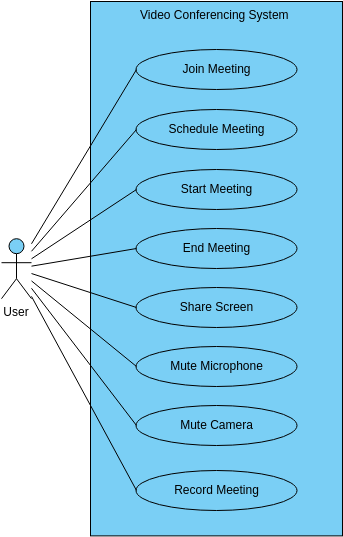 Video Conferencing System
Join Meeting
Schedule Meeting
Start Meeting
End Meeting
User
Share Screen
Mute Microphone
Mute Camera
Record Meeting